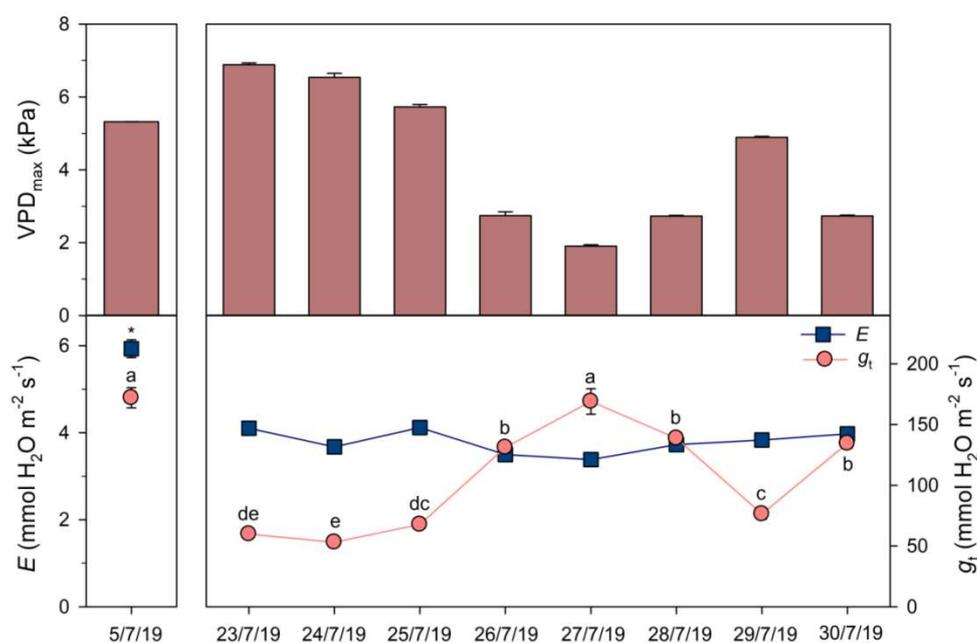 8
6
4
2
0
VPDmax (kPa)
6
4
2
0
E (mmol H2O m-2 s-1)
*
a
E
gt
de
e
dc
b
a
b
c
b
200
150
100
50
0
gt (mmol H2O m-2 s-1)
5/7/19 23/7/19 24/7/19 25/7/19 26/7/19 27/7/19 28/7/19 29/7/19 30/7/19